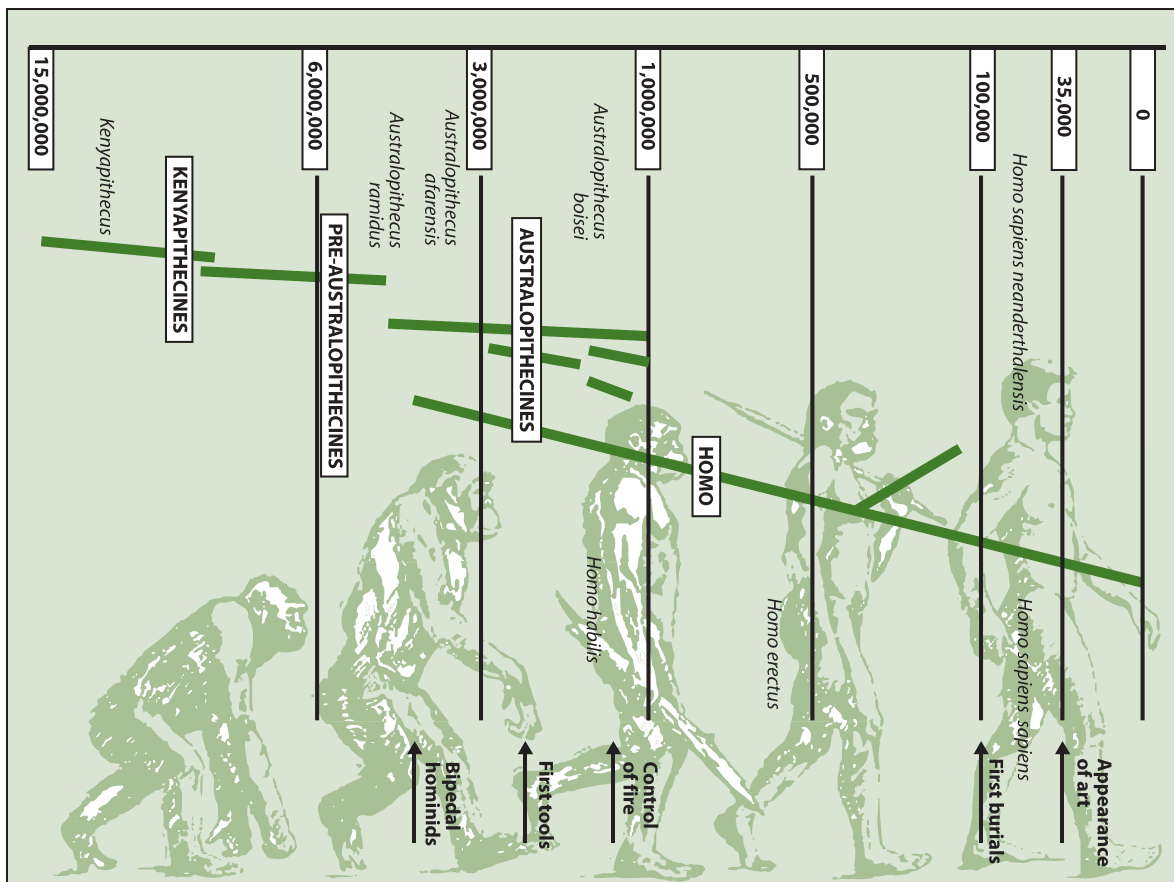 15,000,000
6,000,000
3,000,000
1,000,000
500,000
100,000
35,000
0
Kenyapithecus
Australopithecus
ramidus
Australopithecus
afarensis
Australopithecus
boisei
Homo sapiens neanderthalensis
KENYAPITHECINES
PRE-AUSTRALOPITHECINES
AUSTRALOPITHECINES
HOMO
Homo habilis
Homo erectus
Homo sapiens sapiens
Bipedal
hominids
First tools
Control
of fire
First burials
Appearance
of art